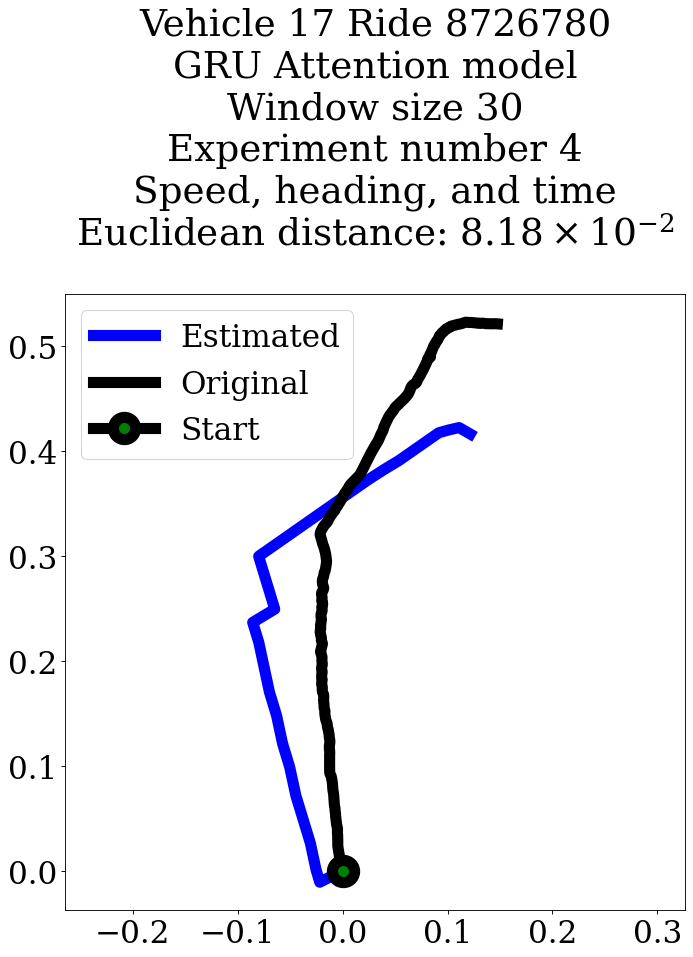 Vehicle 17 Ride 8726780
GRU Attention model
Window size 30
Experiment number 4
Speed, heading, and time
Euclidean distance: 8.18 × 10⁻²
Estimated
Original
Start
0.5
0.4
0.3
0.2
0.1
0.0
−0.2 −0.1 0.0 0.1 0.2 0.3